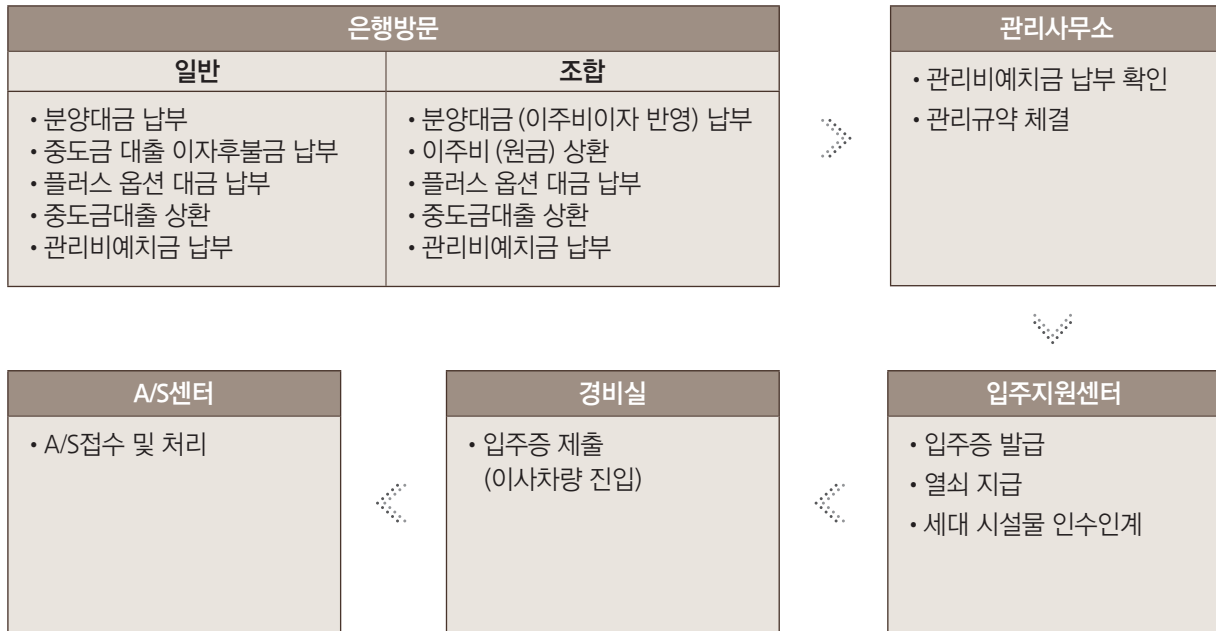 은행방문
일반
• 분양대금 납부
• 중도금 대출 이자후불금 납부
• 플러스 옵션 대금 납부
• 중도금대출 상환
• 관리비예치금 납부
조합
• 분양대금 (이주비이자 반영) 납부
• 이주비 (원금) 상환
• 플러스 옵션 대금 납부
• 중도금대출 상환
• 관리비예치금 납부
관리사무소
• 관리비예치금 납부 확인
• 관리규약 체결
입주지원센터
• 입주증 발급
• 열쇠 지급
• 세대 시설물 인수인계
경비실
• 입주증 제출
(이사차량 진입)
A/S센터
• A/S접수 및 처리